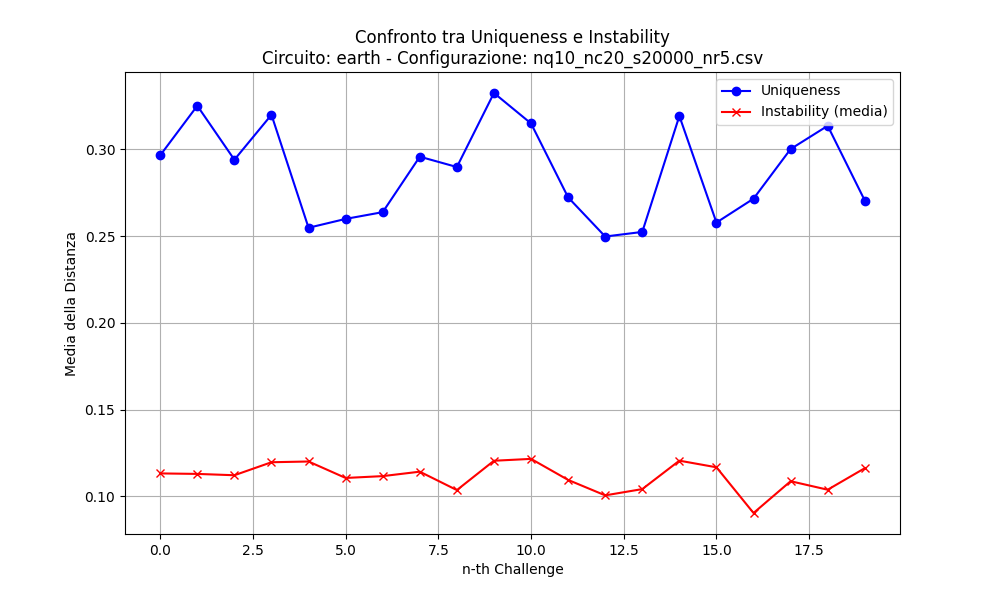 Confronto tra Uniqueness e Instability
Circuito: earth - Configurazione: nq10_nc20_s20000_nr5.csv
Uniqueness
Instability (media)
Media della Distanza
0.30
0.25
0.20
0.15
0.10
0.0 2.5 5.0 7.5 10.0 12.5 15.0 17.5
n-th Challenge